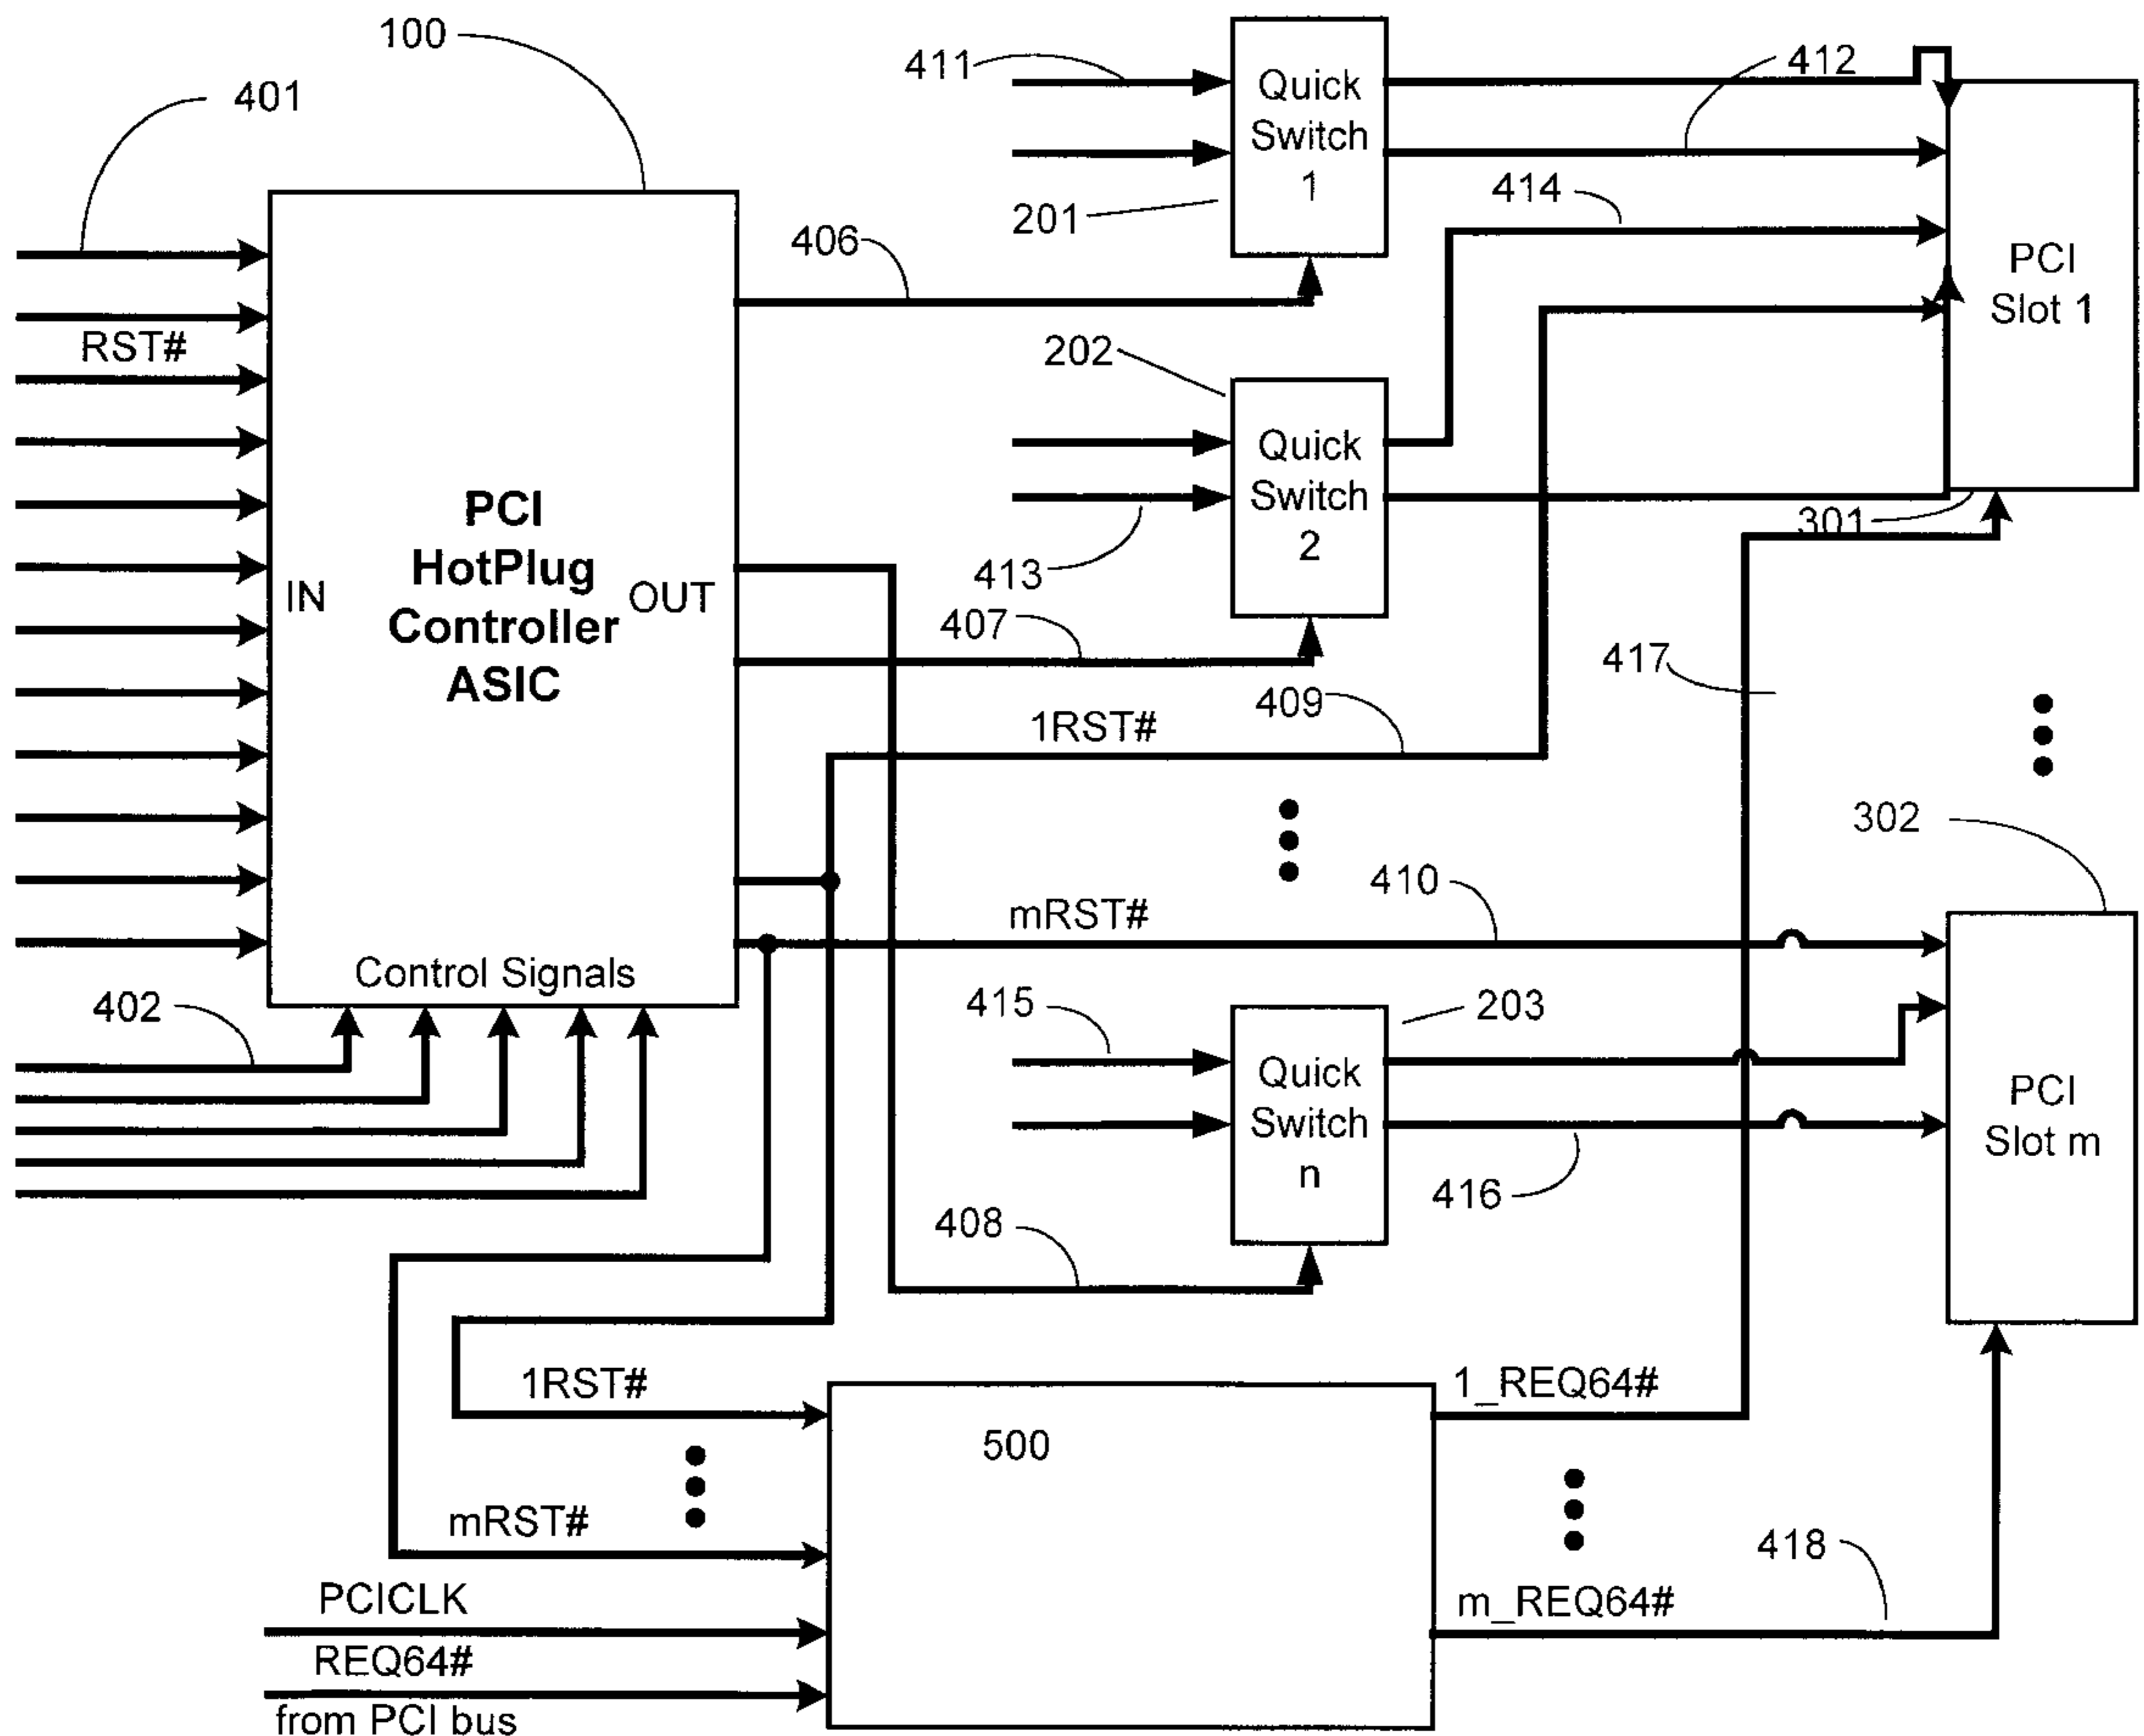 100
401
411
Quick
Switch
1
412
201
414
406
RST#
PCI
Slot 1
202
Quick
Switch
2
413
301
PCI
HotPlug
Controller
ASIC
IN
OUT
407
417
409
1RST#
302
410
mRST#
Control Signals
402
415
203
Quick
Switch
n
PCI
Slot m
416
408
1RST#
1_REQ64#
500
mRST#
418
PCICLK
m_REQ64#
REQ64#
from PCI bus